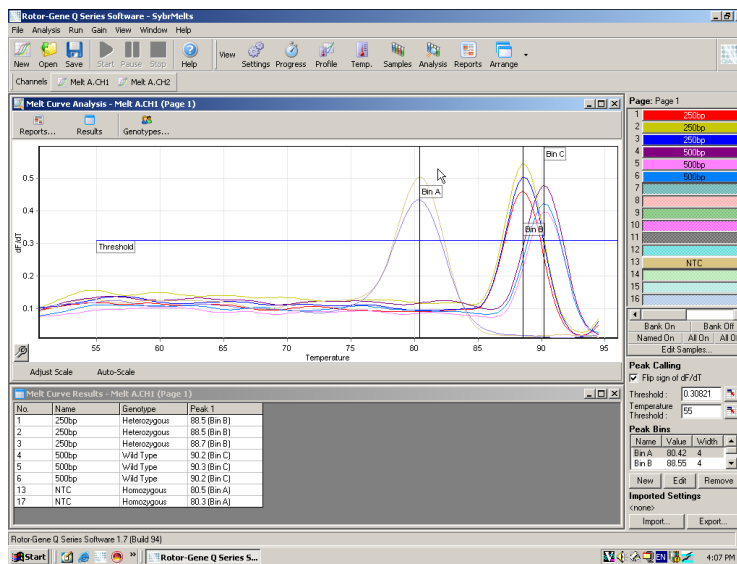 Rotor-Gene Q Series Software - SybrMelts
File Analysis Run Gain View Window Help
New Open Save Start Pause Stop Help View Settings Progress Profile Temp. Samples Analysis Reports Arrange
Channels Melt A.CH1 Melt A.CH2
Melt Curve Analysis - Melt A.CH1 (Page 1)
Reports... Results Genotypes...
Bin C
Bin A
Bin B
Threshold
dF/dT
0.5
0.4
0.3
0.2
0.1
55 60 65 70 75 80 85 90 95
Temperature
Adjust Scale Auto-Scale
Melt Curve Results - Melt A.CH1 (Page 1)
No. Name Genotype Peak 1
1 250bp Heterozygous 88.5 (Bin B)
2 250bp Heterozygous 88.5 (Bin B)
3 250bp Heterozygous 88.7 (Bin B)
4 500bp Wild Type 90.2 (Bin C)
5 500bp Wild Type 90.3 (Bin C)
6 500bp Wild Type 90.2 (Bin C)
13 NTC Homozygous 80.5 (Bin A)
17 NTC Homozygous 80.3 (Bin A)
Page: Page 1
1 250bp
2 250bp
3 250bp
4 500bp
5 500bp
6 500bp
7
8
9
10
11
12
13 NTC
14
15
16
Bank On Bank Off
Named On All On All O
Edit Samples...
Peak Calling
Flip sign of dF/dT
Threshold : 0.30821
Temperature
Threshold : 55
Peak Bins
Name Value Width
Bin A 80.42 4
Bin B 88.55 4
New Edit Remove
Imported Settings
<none>
Import... Export...
Rotor-Gene Q Series Software 1.7 (Build 94)
Start » Rotor-Gene Q Series S... EN 4:07 PM